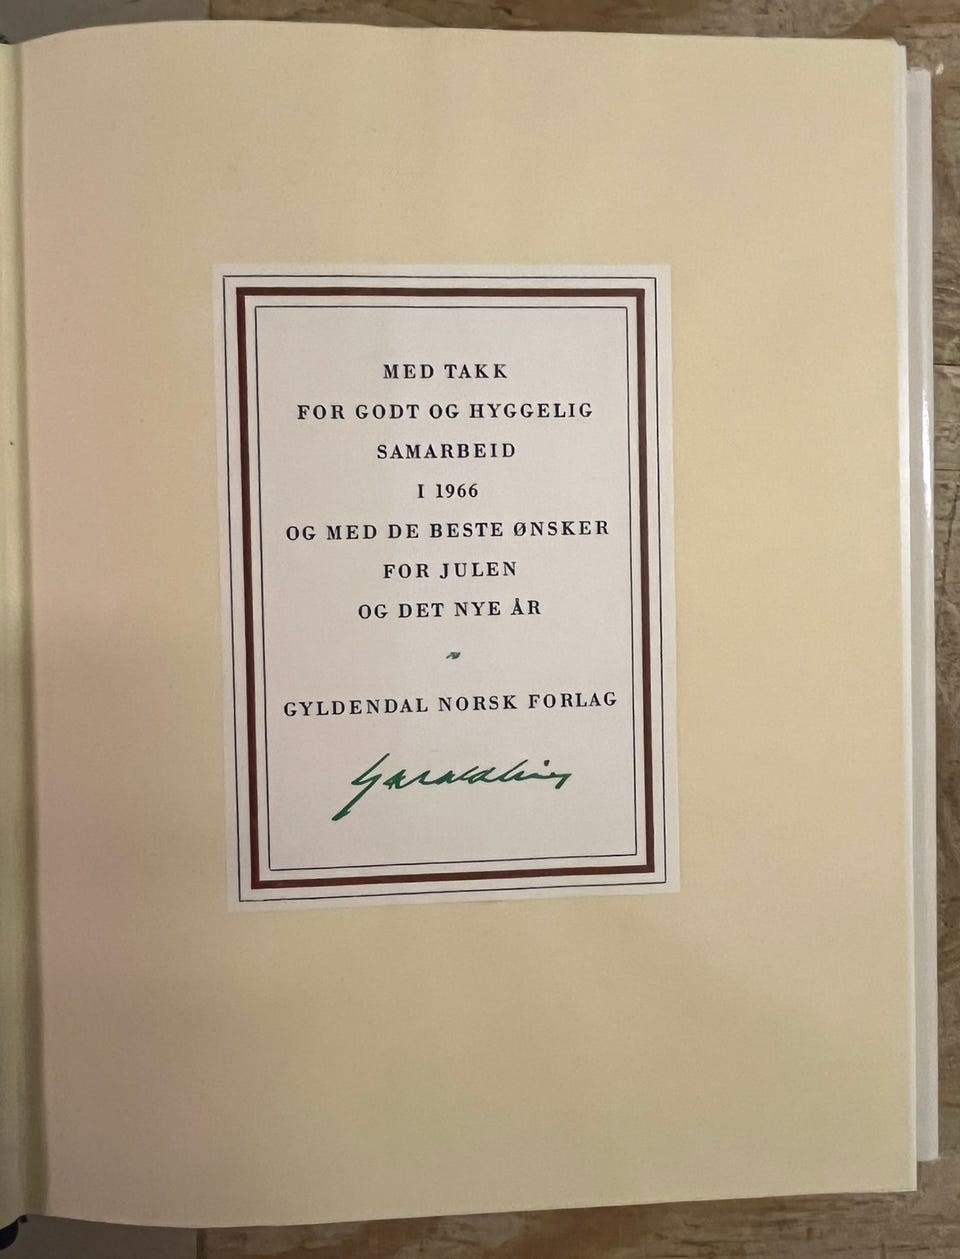 MED TAKK
FOR GODT OG HYGGELIG
SAMARBEID
I 1966
OG MED DE BESTE ØNSKER
FOR JULEN
OG DET NYE ÅR
GYLDENDAL NORSK FORLAG